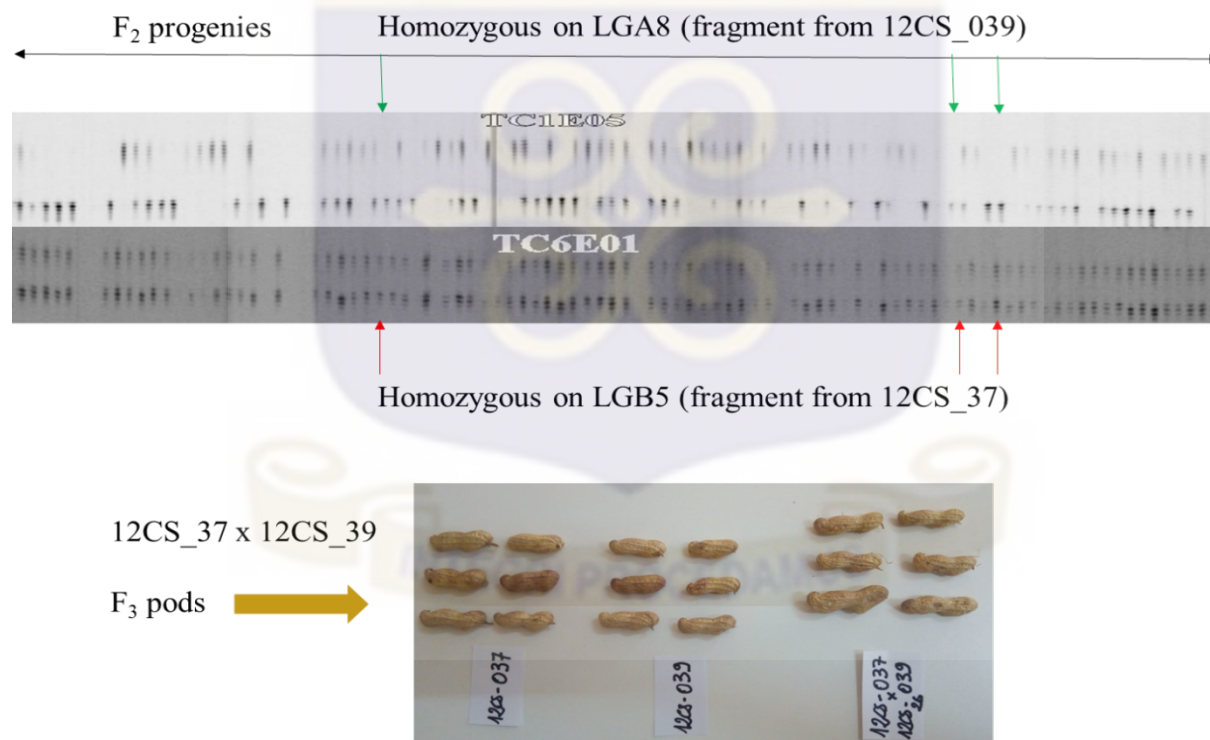 F₂ progenies
Homozygous on LGA8 (fragment from 12CS_039)
TC1E05
TC6E01
Homozygous on LGB5 (fragment from 12CS_37)
12CS_37 x 12CS_39
F₃ pods
12CS-037
12CS-039
12CS-037
x
12CS-039
26